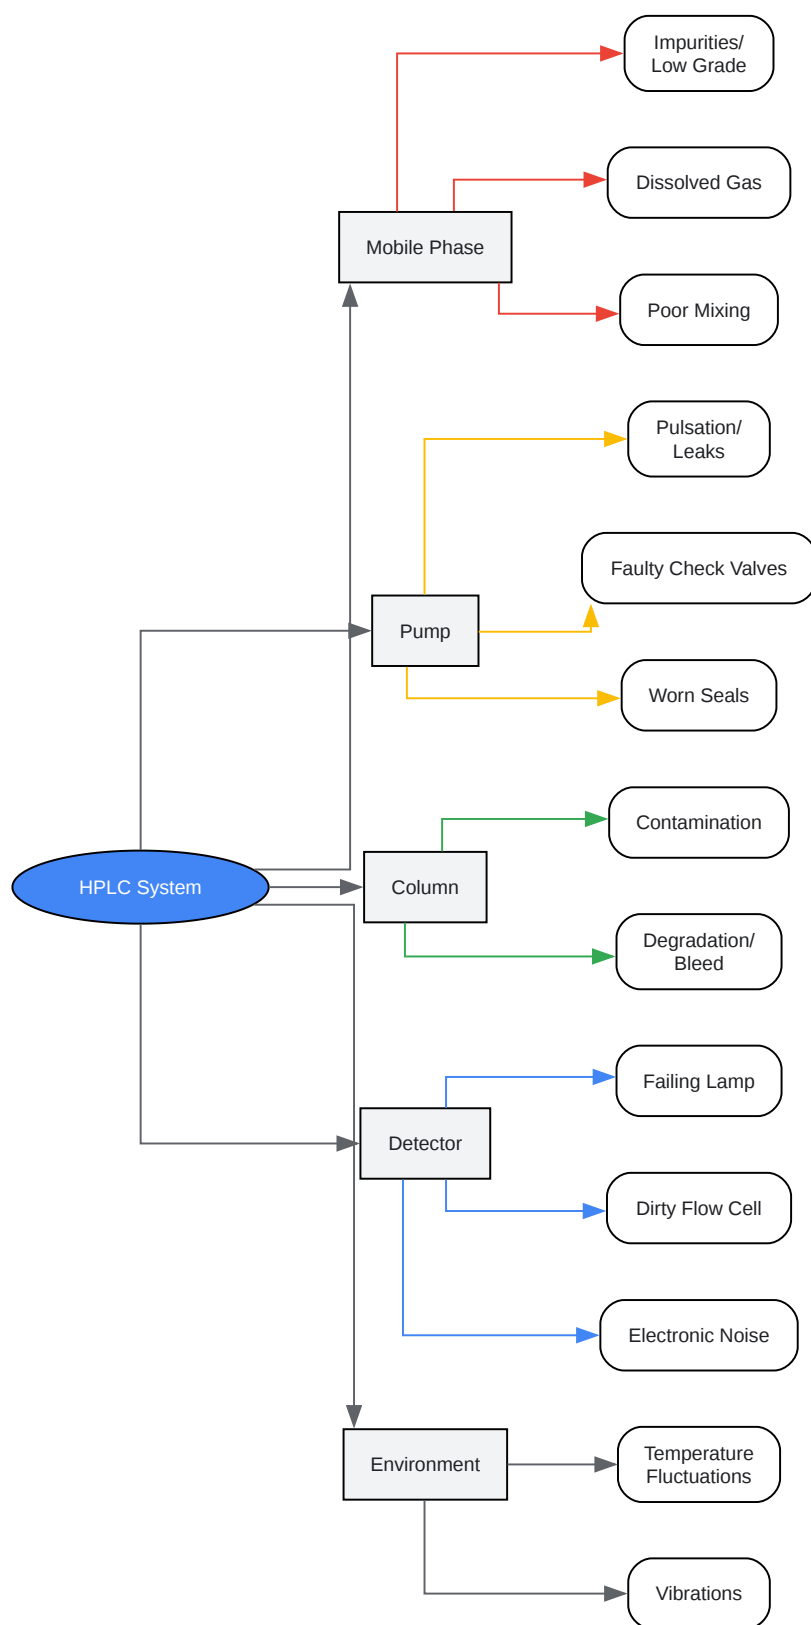 Impurities/
Low Grade
Dissolved Gas
Mobile Phase
Poor Mixing
Pulsation/
Leaks
Faulty Check Valves
Pump
Worn Seals
Contamination
HPLC System
Column
Degradation/
Bleed
Failing Lamp
Detector
Dirty Flow Cell
Electronic Noise
Environment
Temperature
Fluctuations
Vibrations